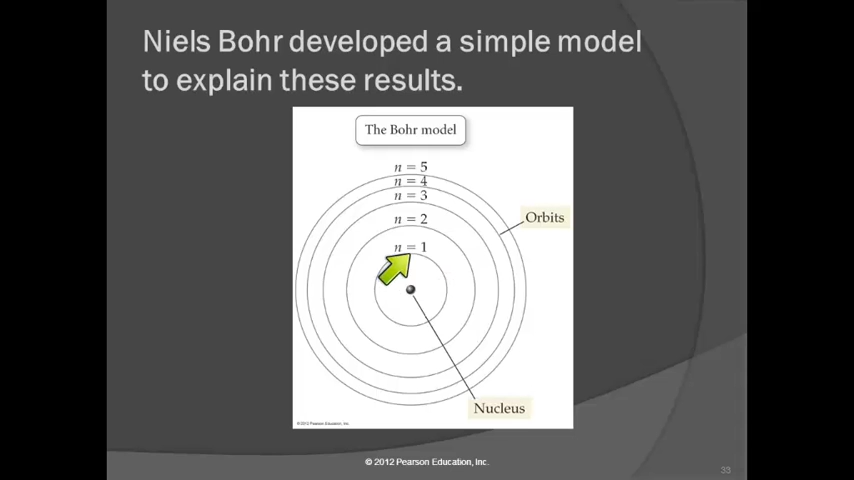 Niels Bohr developed a simple model
to explain these results.
The Bohr model
n = 5
n = 4
n = 3
n = 2
n = 1
Orbits
Nucleus
© 2012 Pearson Education, Inc.
© 2012 Pearson Education, Inc.
33